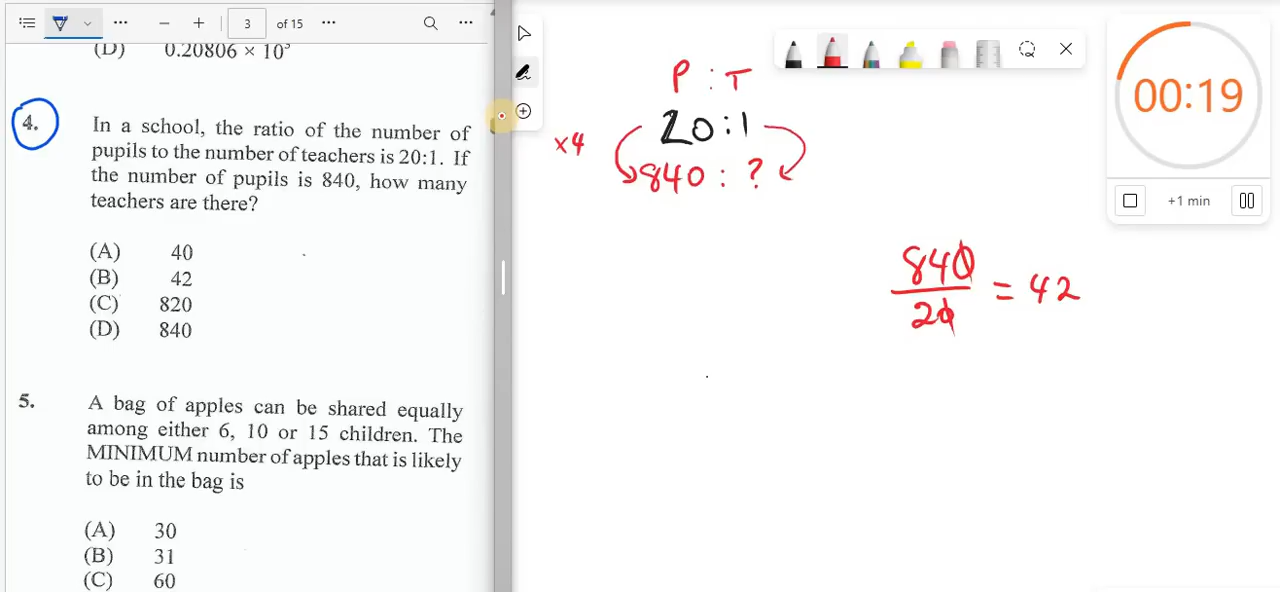 3 of 15
(D) 0.20806 × 10
4. In a school, the ratio of the number of
pupils to the number of teachers is 20:1. If
the number of pupils is 840, how many
teachers are there?
(A) 40
(B) 42
(C) 820
(D) 840
5. A bag of apples can be shared equally
among either 6, 10 or 15 children. The
MINIMUM number of apples that is likely
to be in the bag is
(A) 30
(B) 31
(C) 60
P : T
20:1
×4
840 : ?
840
20
= 42
00:19
+1 min